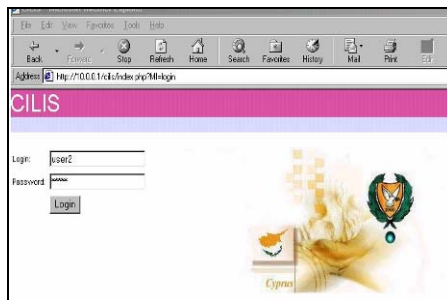 File Edit View Favorites Tools Help
Back Forward Stop Refresh Home Search Favorites History Mail Print Edit
Address http://10.0.0.1/cilis/index.php?MI=login
CILIS
Login: user2
Password: *****
Login
Cyprus